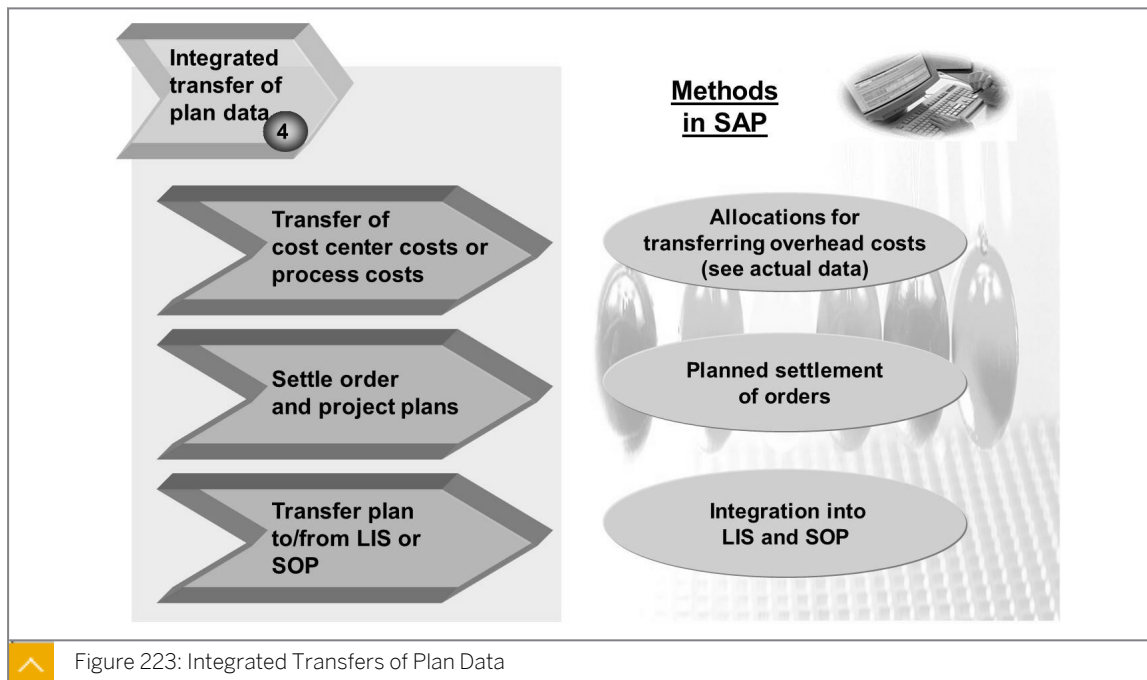 Integrated
transfer of
plan data
4
Methods
in SAP
Transfer of
cost center costs or
process costs
Allocations for
transferring overhead costs
(see actual data)
Settle order
and project plans
Planned settlement
of orders
Transfer plan
to/from LIS or
SOP
Integration into
LIS and SOP
Figure 223: Integrated Transfers of Plan Data